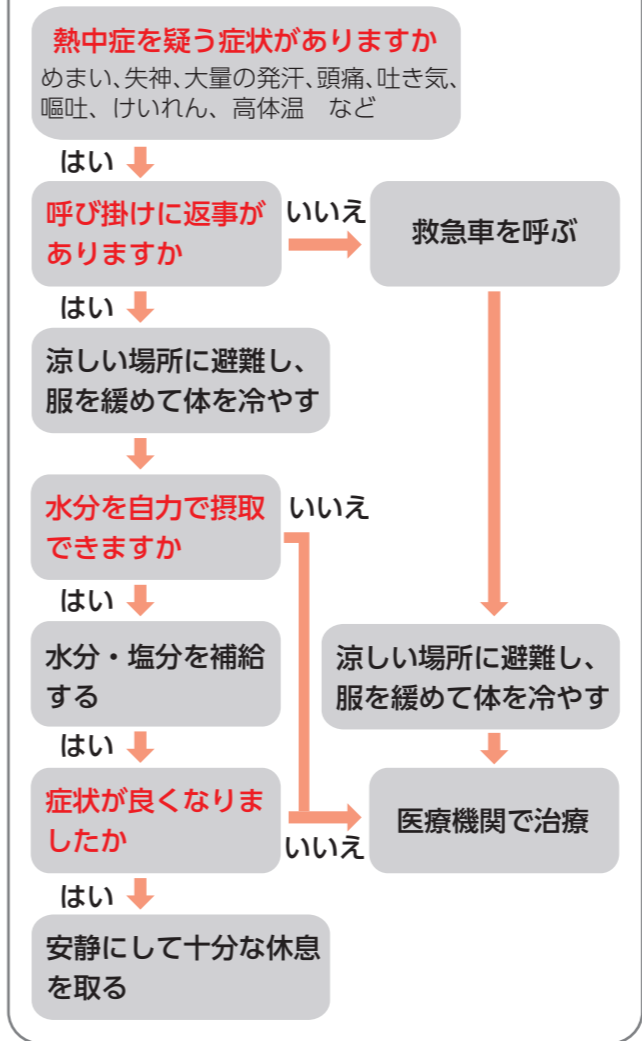 熱中症を疑う症状がありますか
めまい、失神、大量の発汗、頭痛、吐き気、
嘔吐、けいれん、高体温　など
はい
呼び掛けに返事が
ありますか
いいえ
救急車を呼ぶ
はい
涼しい場所に避難し、
服を緩めて体を冷やす
水分を自力で摂取
できますか
いいえ
はい
水分・塩分を補給
する
涼しい場所に避難し、
服を緩めて体を冷やす
はい
症状が良くなりま
したか
いいえ
医療機関で治療
はい
安静にして十分な休息
を取る